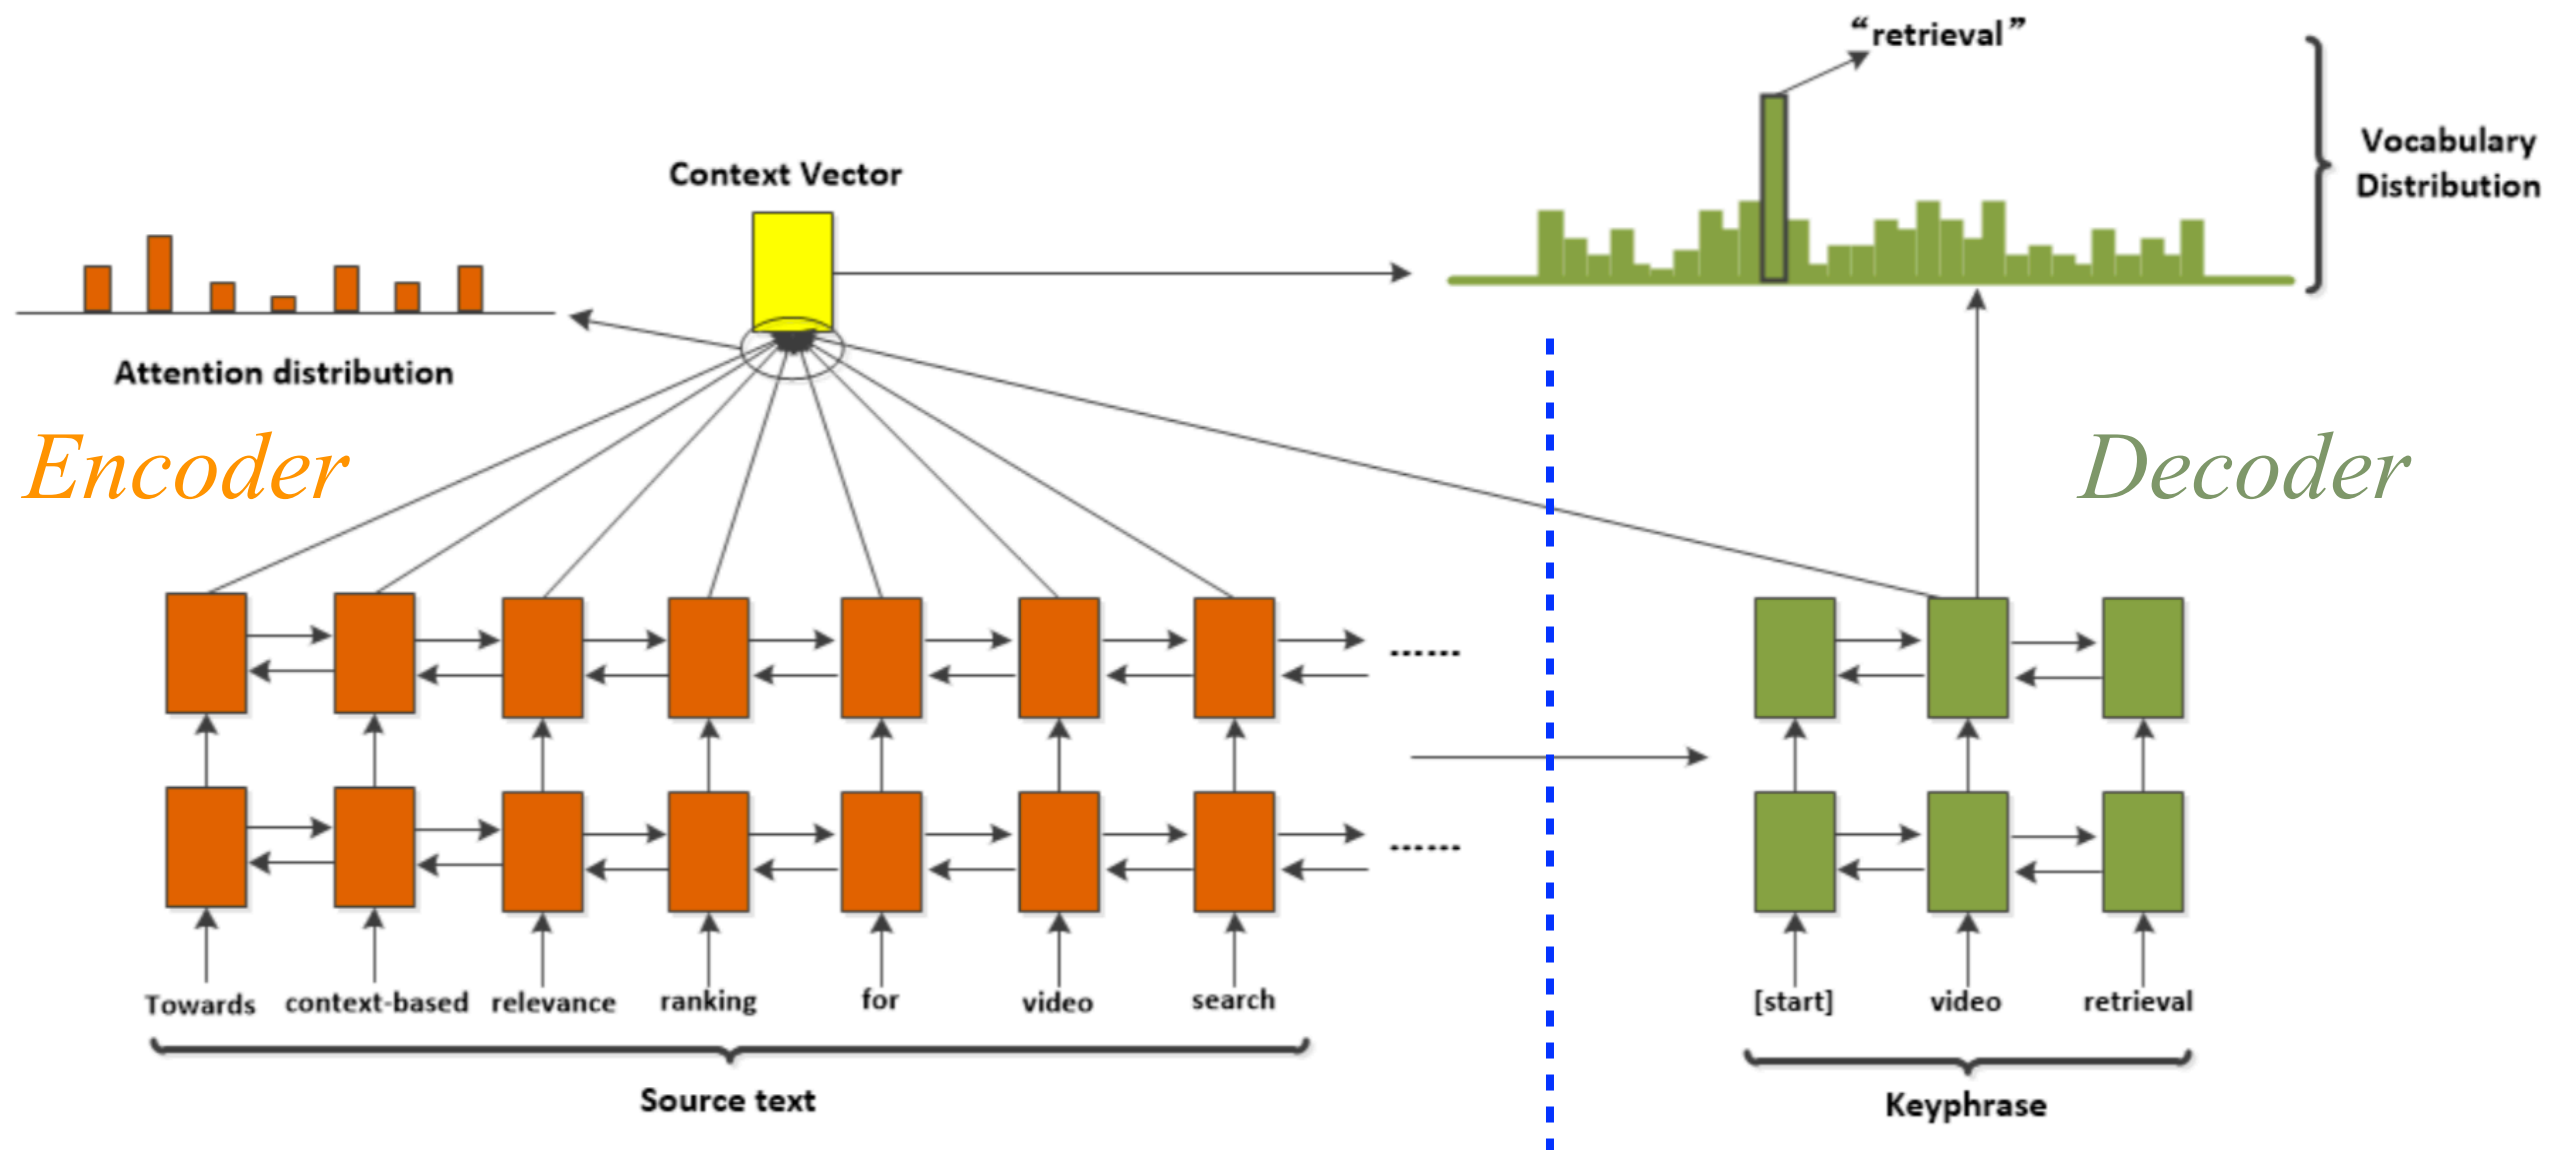 “retrieval”
Vocabulary
Distribution
Context Vector
Attention distribution
Encoder
Decoder
......
......
Towards context-based relevance ranking for video search
[start] video retrieval
Source text
Keyphrase